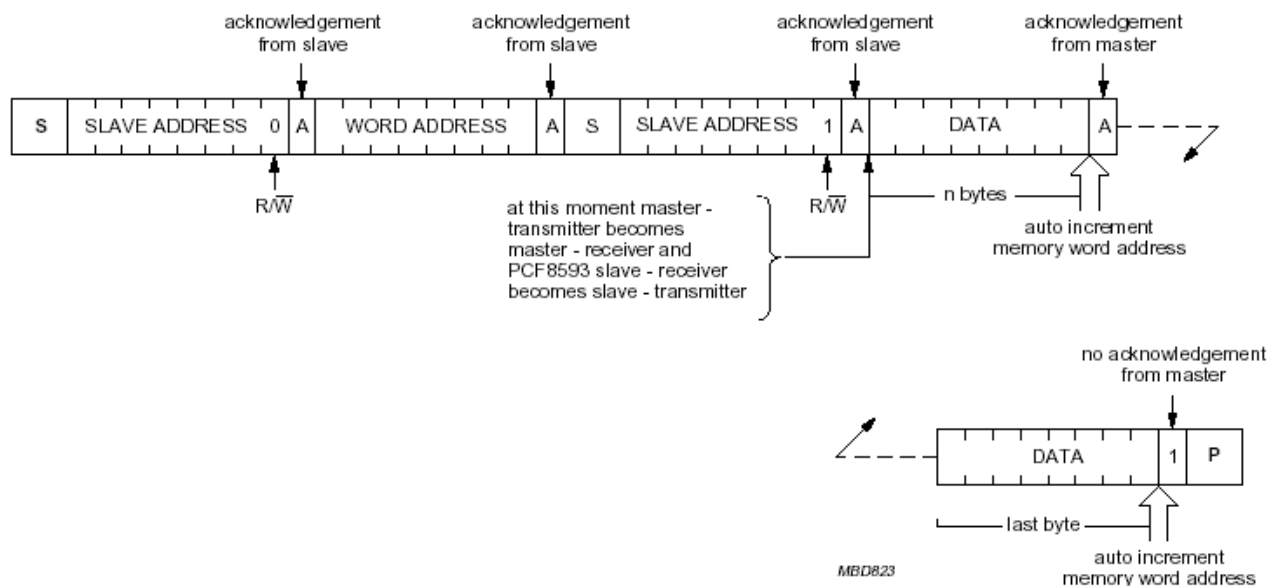 acknowledgement acknowledgement acknowledgement acknowledgement
from slave from slave from slave from master
S SLAVE ADDRESS 0 A WORD ADDRESS A S SLAVE ADDRESS 1 A DATA A
R/W̅ R/W̅ n bytes
at this moment master -
transmitter becomes
master - receiver and
PCF8593 slave - receiver
becomes slave - transmitter
auto increment
memory word address
no acknowledgement
from master
DATA 1 P
last byte
auto increment
memory word address
MBD823